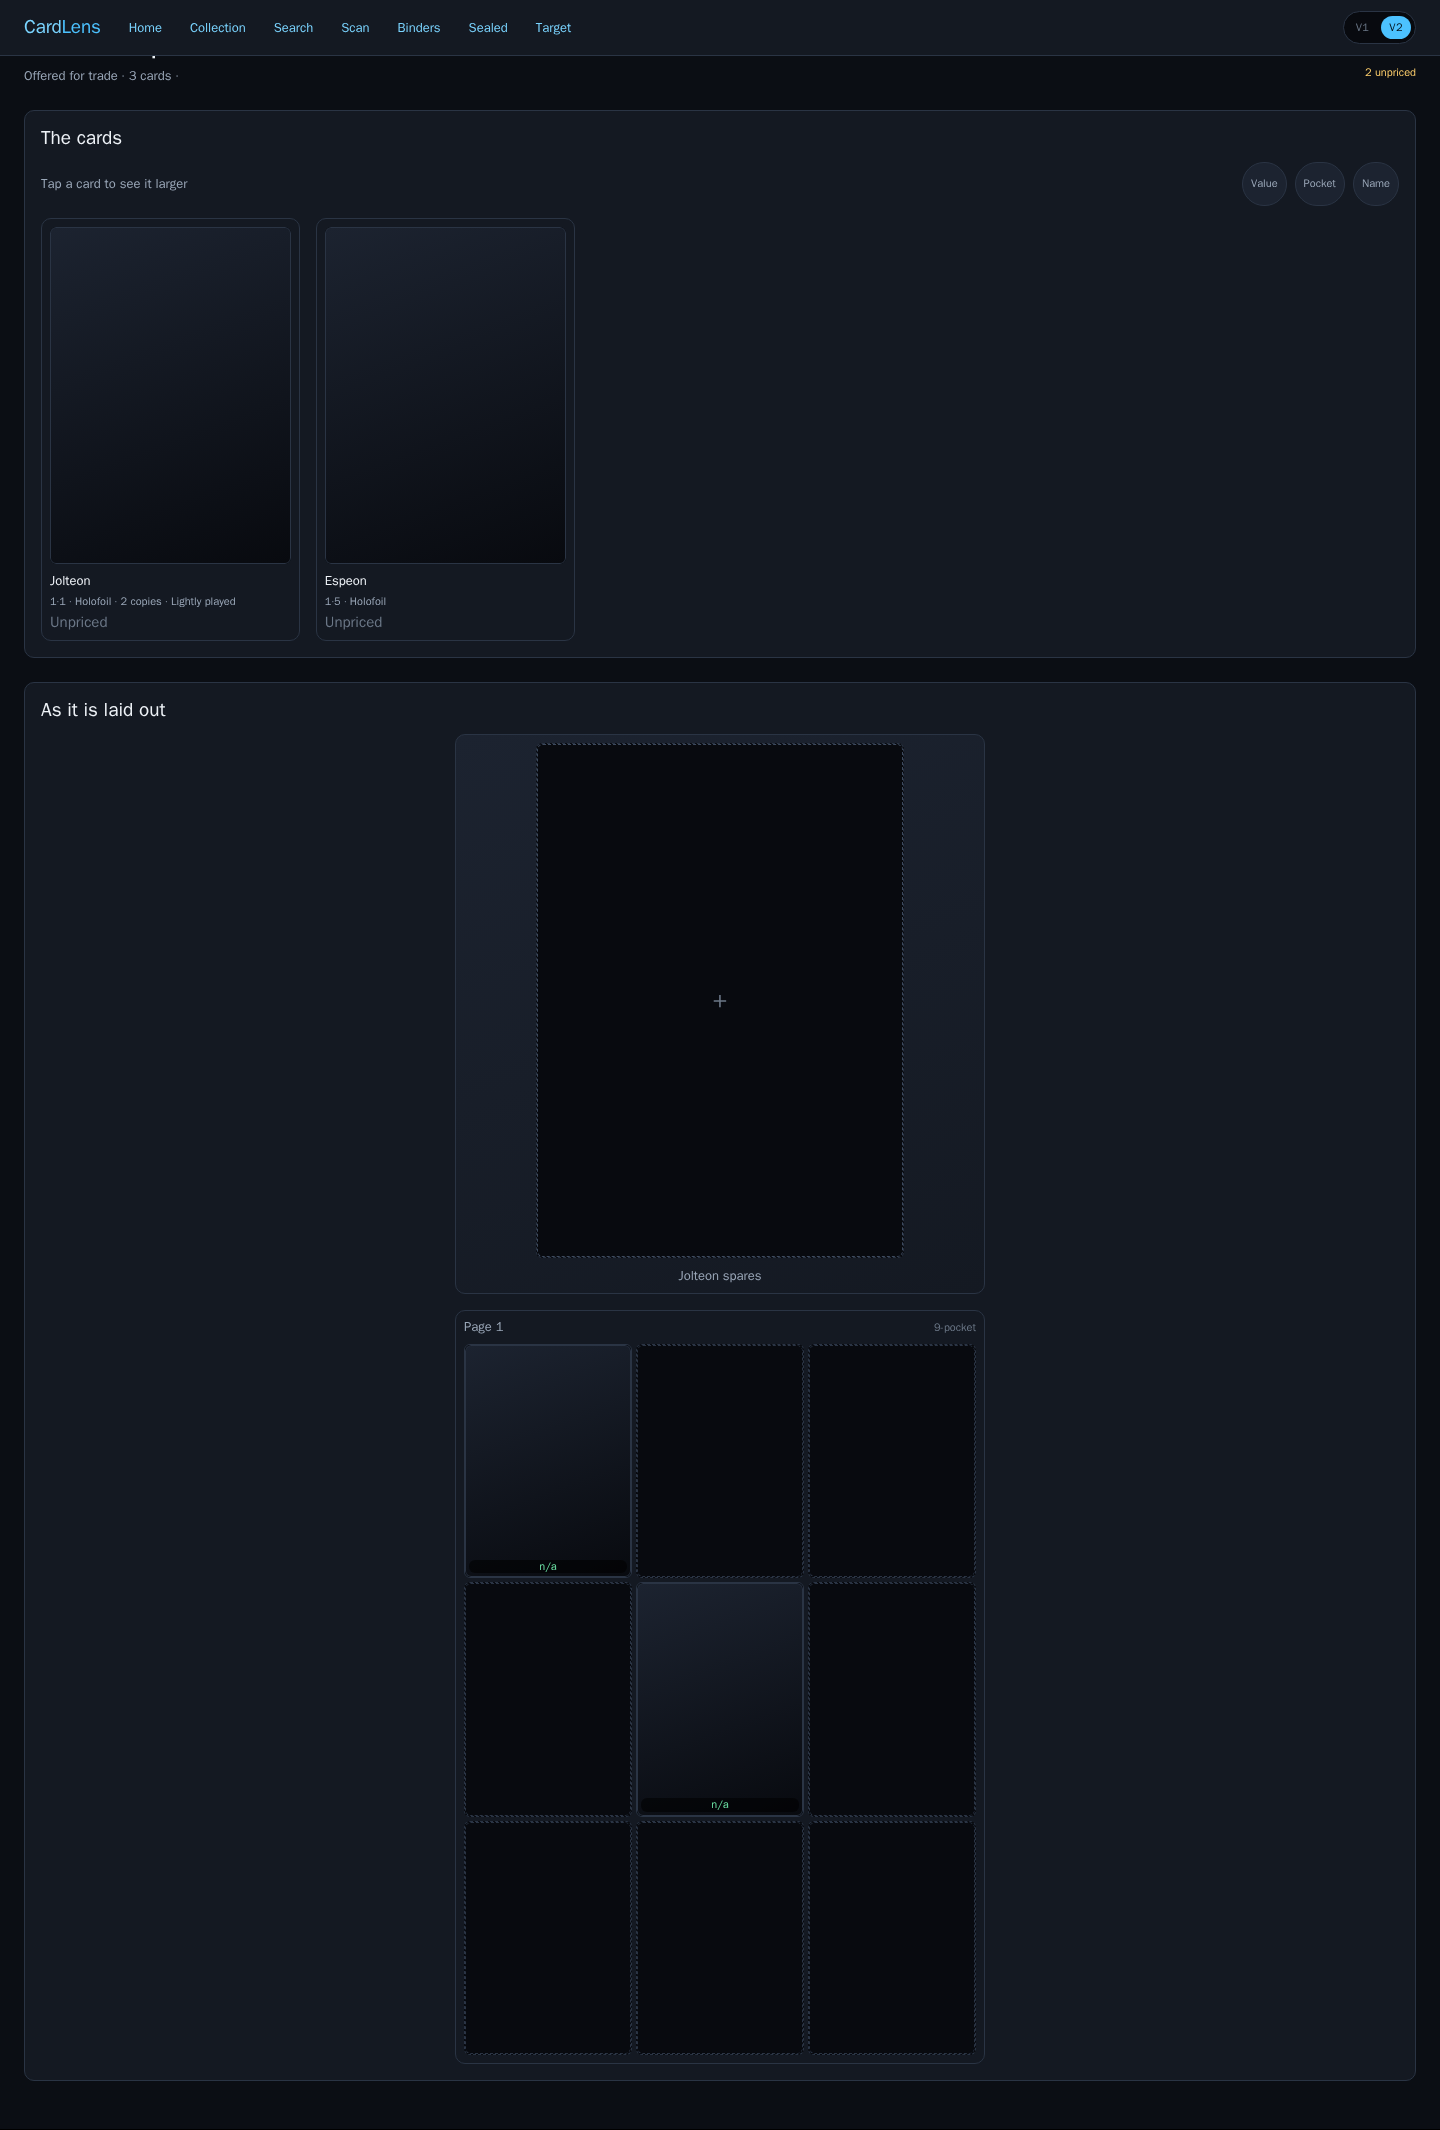 CardLens Home Collection Search Scan Binders Sealed Target V1 V2
Offered for trade · 3 cards · 2 unpriced
The cards
Tap a card to see it larger Value Pocket Name
Jolteon
1·1 · Holofoil · 2 copies · Lightly played
Unpriced
Espeon
1·5 · Holofoil
Unpriced
As it is laid out
+
Jolteon spares
Page 1 9-pocket
n/a
n/a